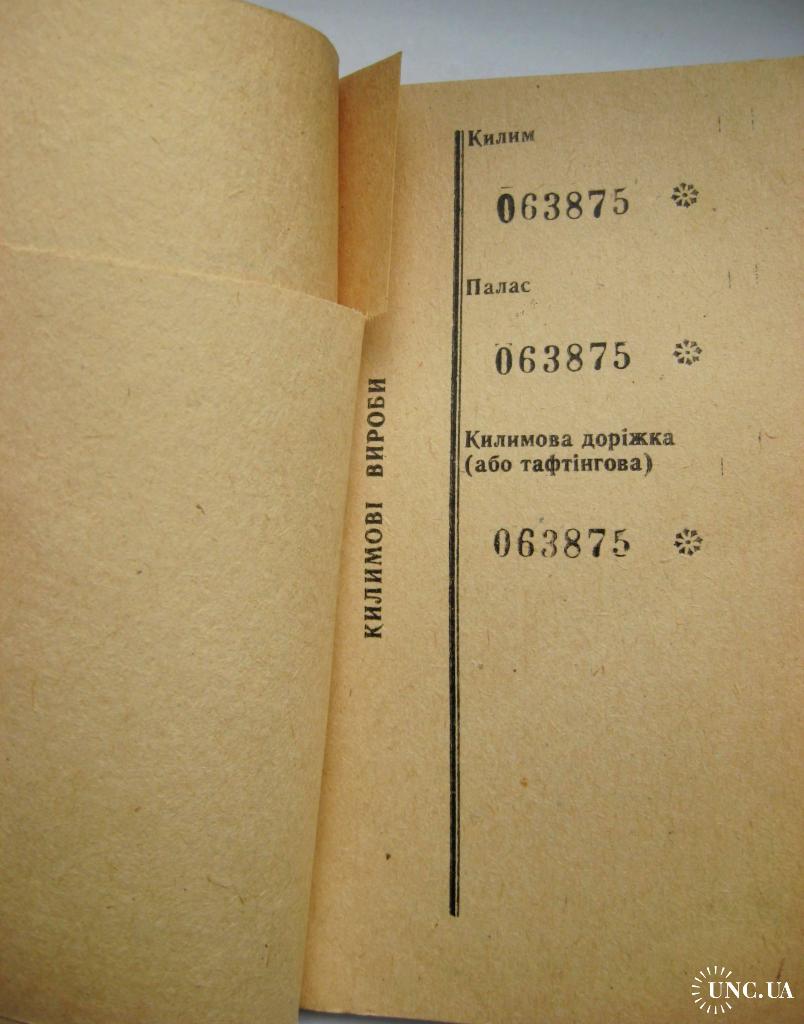 Килим
063875
Палас
063875
Килимова доріжка
(або тафтінгова)
063875
КИЛИМОВІ ВИРОБИ
UNC.UA